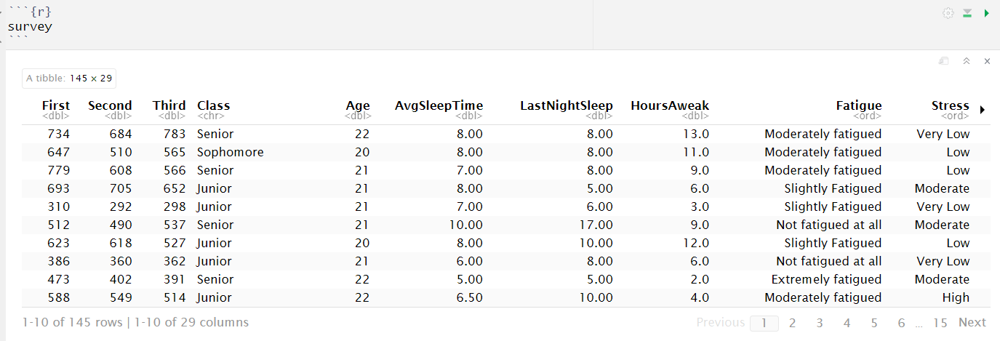 ```{r}
survey
```
A tibble: 145 × 29
First Second Third Class Age AvgSleepTime LastNightSleep HoursAweak Fatigue Stress
<dbl> <dbl> <dbl> <chr> <dbl> <dbl> <dbl> <dbl> <ord> <ord>
734 684 783 Senior 22 8.00 8.00 13.0 Moderately fatigued Very Low
647 510 565 Sophomore 20 8.00 8.00 11.0 Moderately fatigued Low
779 608 566 Senior 21 7.00 8.00 9.0 Moderately fatigued Low
693 705 652 Junior 21 8.00 5.00 6.0 Slightly Fatigued Moderate
310 292 298 Junior 21 7.00 6.00 3.0 Slightly Fatigued Very Low
512 490 537 Senior 21 10.00 17.00 9.0 Not fatigued at all Moderate
623 618 527 Junior 20 8.00 10.00 12.0 Slightly Fatigued Low
386 360 362 Junior 21 6.00 8.00 6.0 Not fatigued at all Very Low
473 402 391 Senior 22 5.00 5.00 2.0 Extremely fatigued Moderate
588 549 514 Junior 22 6.50 10.00 4.0 Moderately fatigued High
1-10 of 145 rows | 1-10 of 29 columns Previous 1 2 3 4 5 6 ... 15 Next